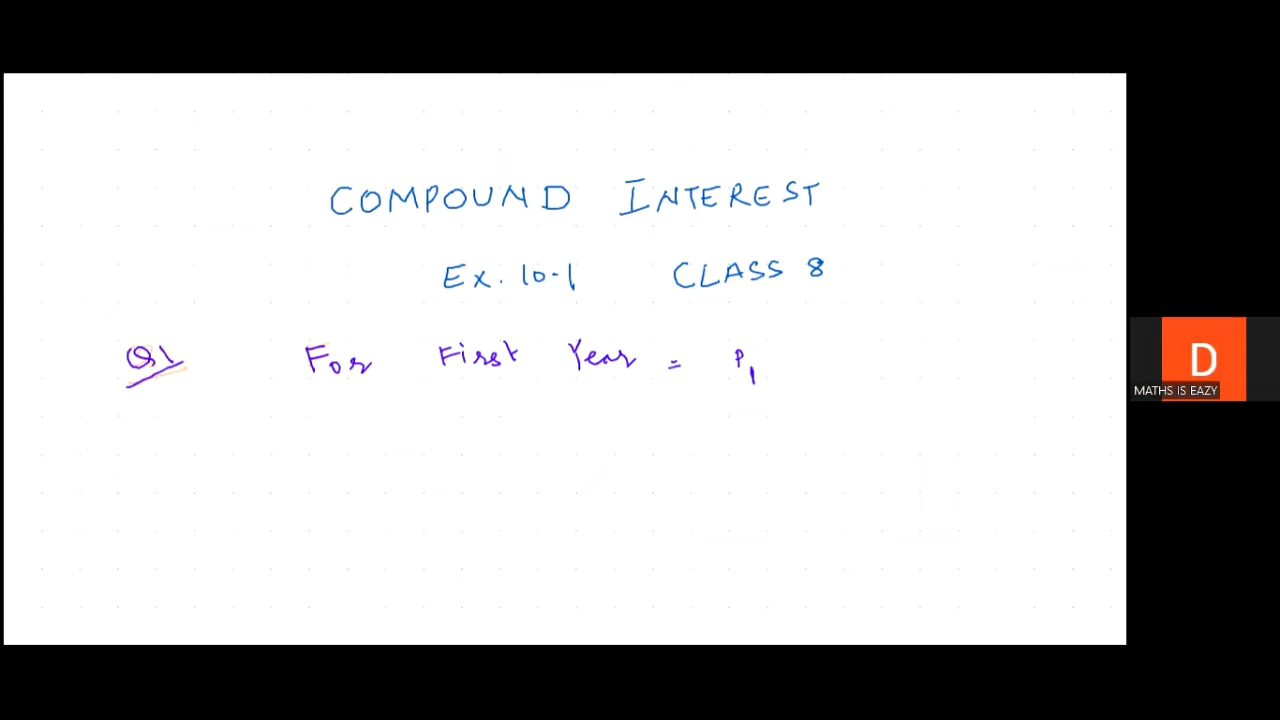 COMPOUND INTEREST
Ex. 10.1 CLASS 8
Q1 For First Year = P₁
D
MATHS IS EAZY